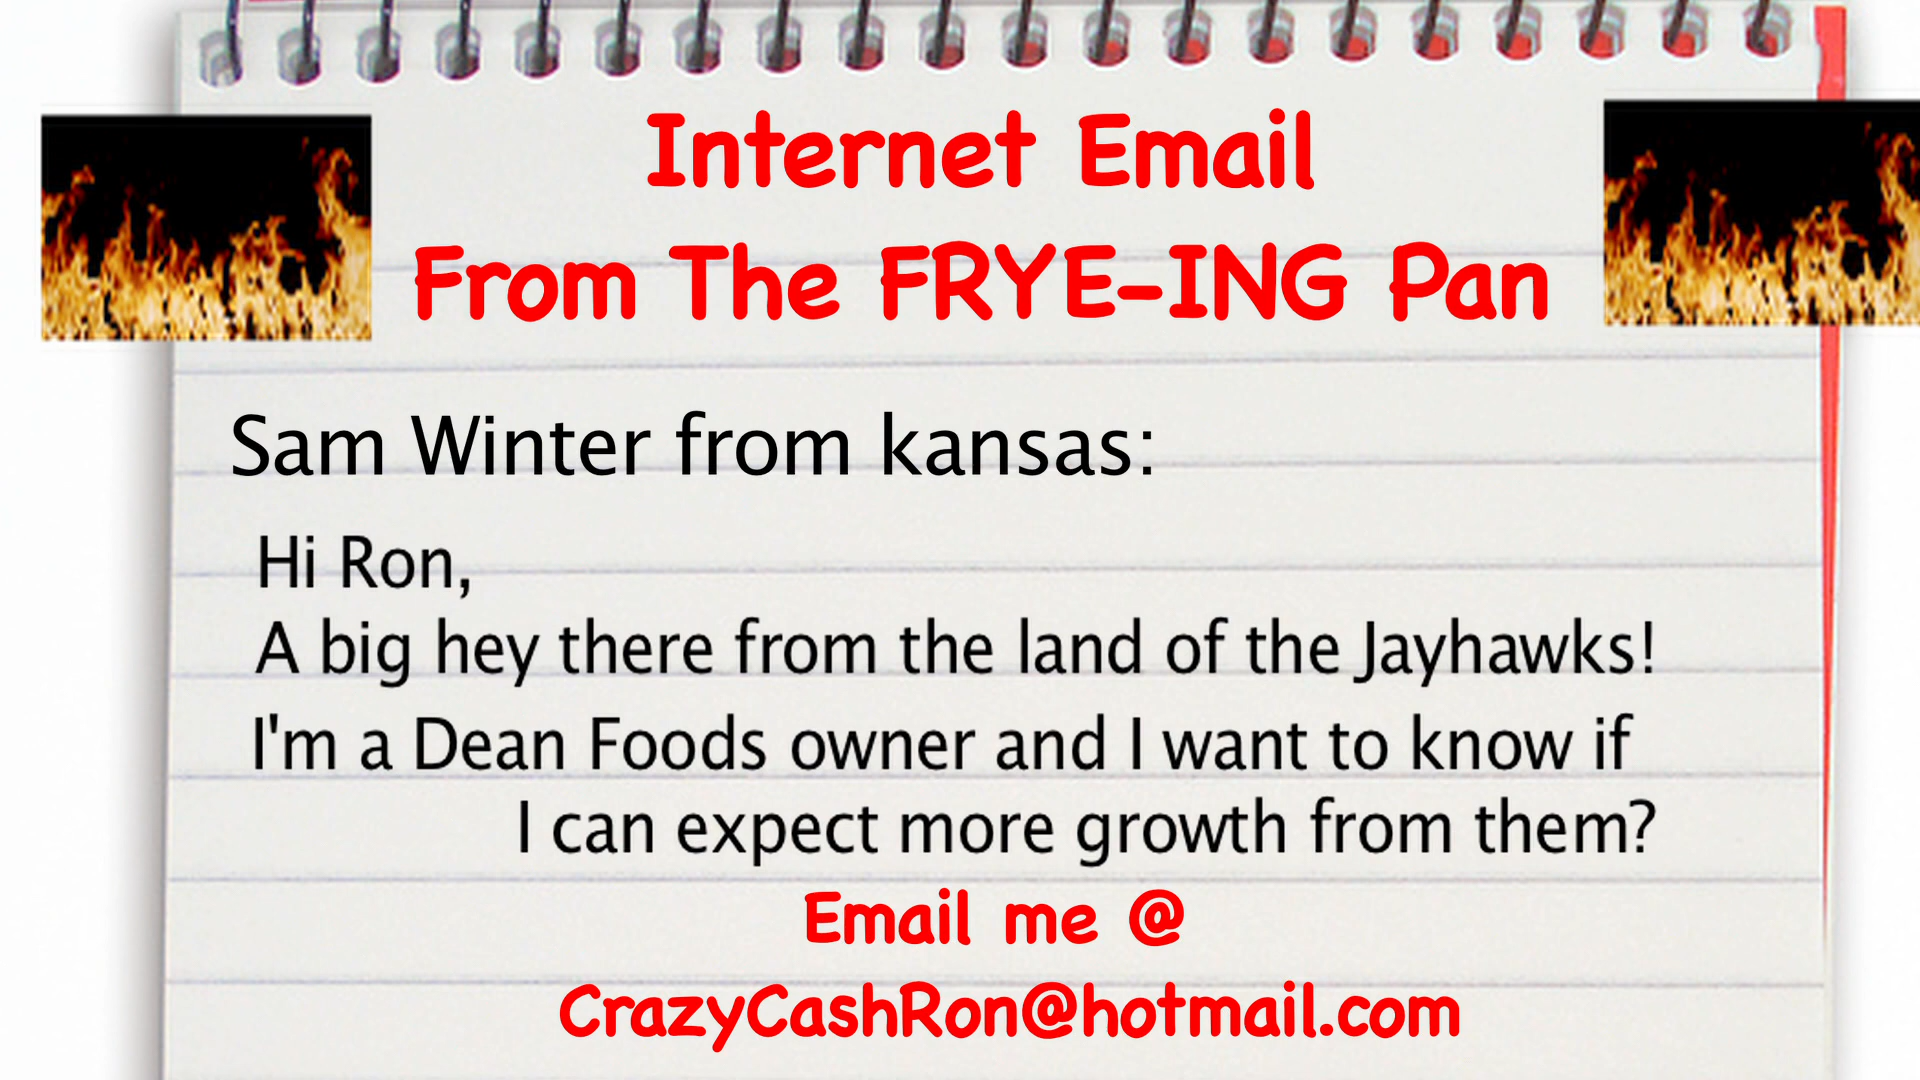 Internet Email
From The FRYE-ING Pan
Sam Winter from kansas:
Hi Ron,
A big hey there from the land of the Jayhawks!
I'm a Dean Foods owner and I want to know if
I can expect more growth from them?
Email me @
CrazyCashRon@hotmail.com